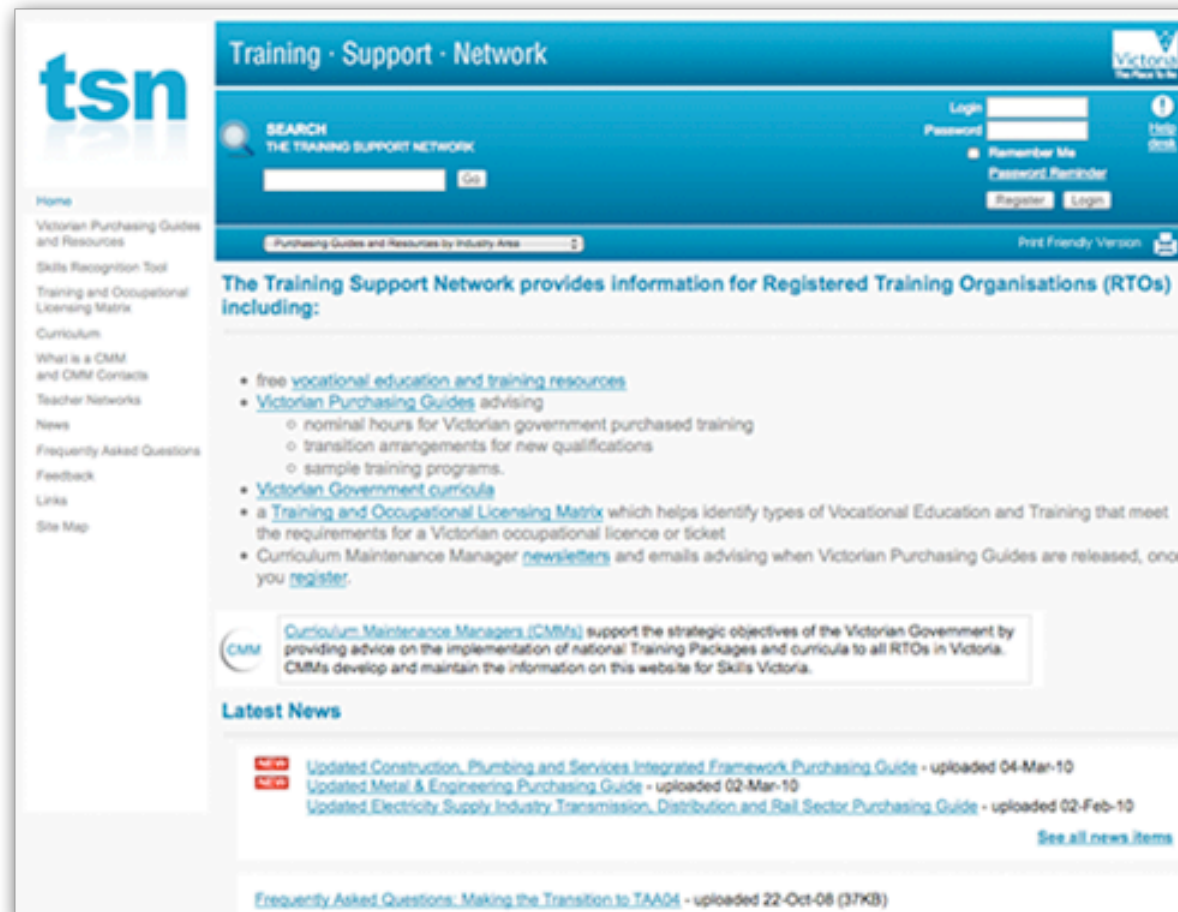 tsn
Training · Support · Network
Victoria
The Place To Be
SEARCH
THE TRAINING SUPPORT NETWORK
Go
Login
Password
Remember Me
Password Reminder
Register Login
Help
desk
Purchasing Guides and Resources by Industry Area
Print Friendly Version
Home
Victorian Purchasing Guides
and Resources
Skills Recognition Tool
Training and Occupational
Licensing Matrix
Curriculum
What is a CMM
and CMM Contacts
Teacher Networks
News
Frequently Asked Questions
Feedback
Links
Site Map
The Training Support Network provides information for Registered Training Organisations (RTOs)
including:
• free vocational education and training resources
• Victorian Purchasing Guides advising
○ nominal hours for Victorian government purchased training
○ transition arrangements for new qualifications
○ sample training programs.
• Victorian Government curricula
• a Training and Occupational Licensing Matrix which helps identify types of Vocational Education and Training that meet
the requirements for a Victorian occupational licence or ticket
• Curriculum Maintenance Manager newsletters and emails advising when Victorian Purchasing Guides are released, onc
you register.
CMM
Curriculum Maintenance Managers (CMMs) support the strategic objectives of the Victorian Government by
providing advice on the implementation of national Training Packages and curricula to all RTOs in Victoria.
CMMs develop and maintain the information on this website for Skills Victoria.
Latest News
NEW Updated Construction, Plumbing and Services Integrated Framework Purchasing Guide - uploaded 04-Mar-10
NEW Updated Metal & Engineering Purchasing Guide - uploaded 02-Mar-10
Updated Electricity Supply Industry Transmission, Distribution and Rail Sector Purchasing Guide - uploaded 02-Feb-10
See all news items
Frequently Asked Questions: Making the Transition to TAA04 - uploaded 22-Oct-08 (37KB)